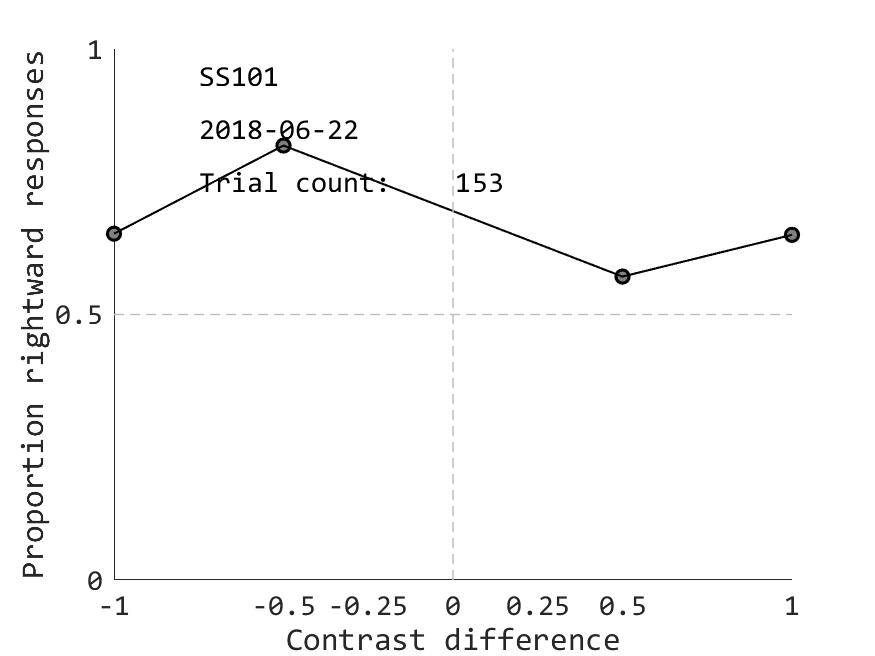 1
SS101
2018-06-22
Trial count: 153
0.5
0
-1 -0.5 -0.25 0 0.25 0.5 1
Contrast difference
Proportion rightward responses